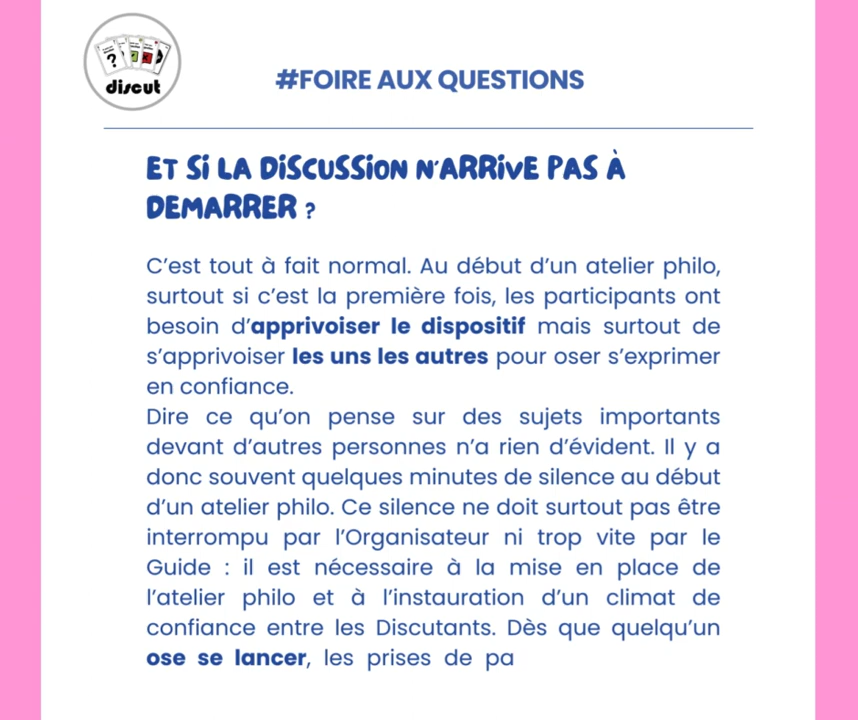 discut
#FOIRE AUX QUESTIONS
ET Si LA DiSCUSSiON N'ARRiVE PAS À
DEMARRER ?
C'est tout à fait normal. Au début d'un atelier philo,
surtout si c'est la première fois, les participants ont
besoin d'apprivoiser le dispositif mais surtout de
s'apprivoiser les uns les autres pour oser s'exprimer
en confiance.
Dire ce qu'on pense sur des sujets importants
devant d'autres personnes n'a rien d'évident. Il y a
donc souvent quelques minutes de silence au début
d'un atelier philo. Ce silence ne doit surtout pas être
interrompu par l'Organisateur ni trop vite par le
Guide : il est nécessaire à la mise en place de
l'atelier philo et à l'instauration d'un climat de
confiance entre les Discutants. Dès que quelqu'un
ose se lancer, les prises de pa